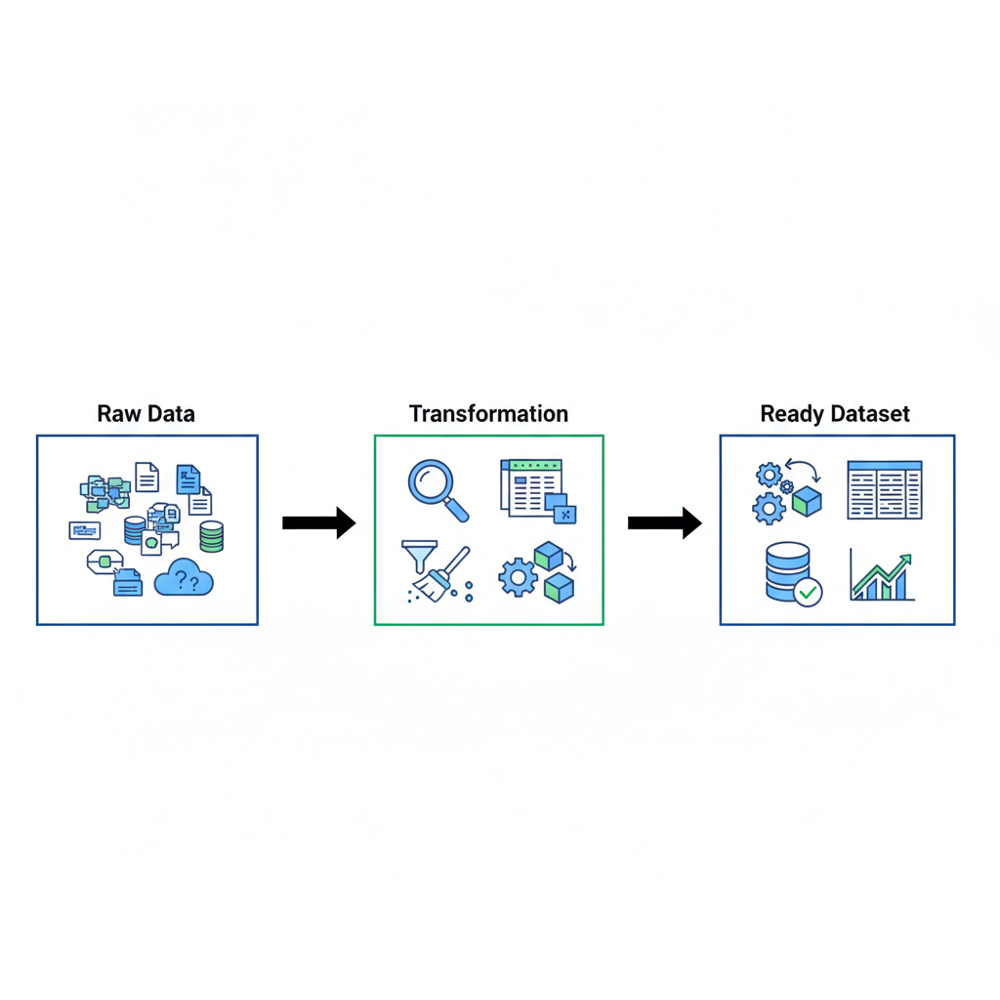 Raw Data
Transformation
Ready Dataset
??